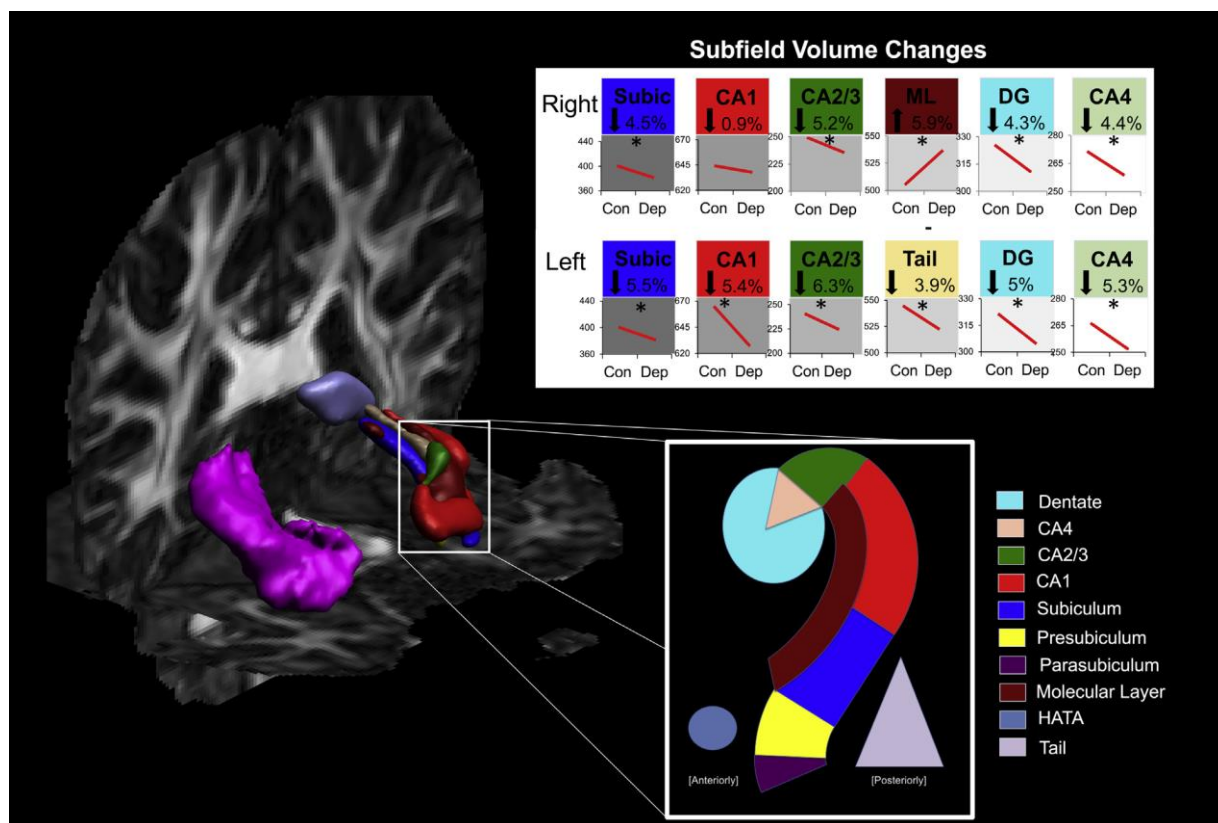 Subfield Volume Changes
Right
Subic CA1 CA2/3 ML DG CA4
4.5% 0.9% 5.2% 5.9% 4.3% 4.4%
* * * * *
440 670 250 550 330 280
400 645 225 525 315 265
360 620 200 500 300 250
Con Dep Con Dep Con Dep Con Dep Con Dep Con Dep
-
Left
Subic CA1 CA2/3 Tail DG CA4
5.5% 5.4% 6.3% 3.9% 5% 5.3%
* * * * * *
440 670 250 550 330 280
400 645 225 525 315 265
360 620 200 500 300 250
Con Dep Con Dep Con Dep Con Dep Con Dep Con Dep
Dentate
CA4
CA2/3
CA1
Subiculum
Presubiculum
Parasubiculum
Molecular Layer
HATA
Tail
[Anteriorly] [Posteriorly]